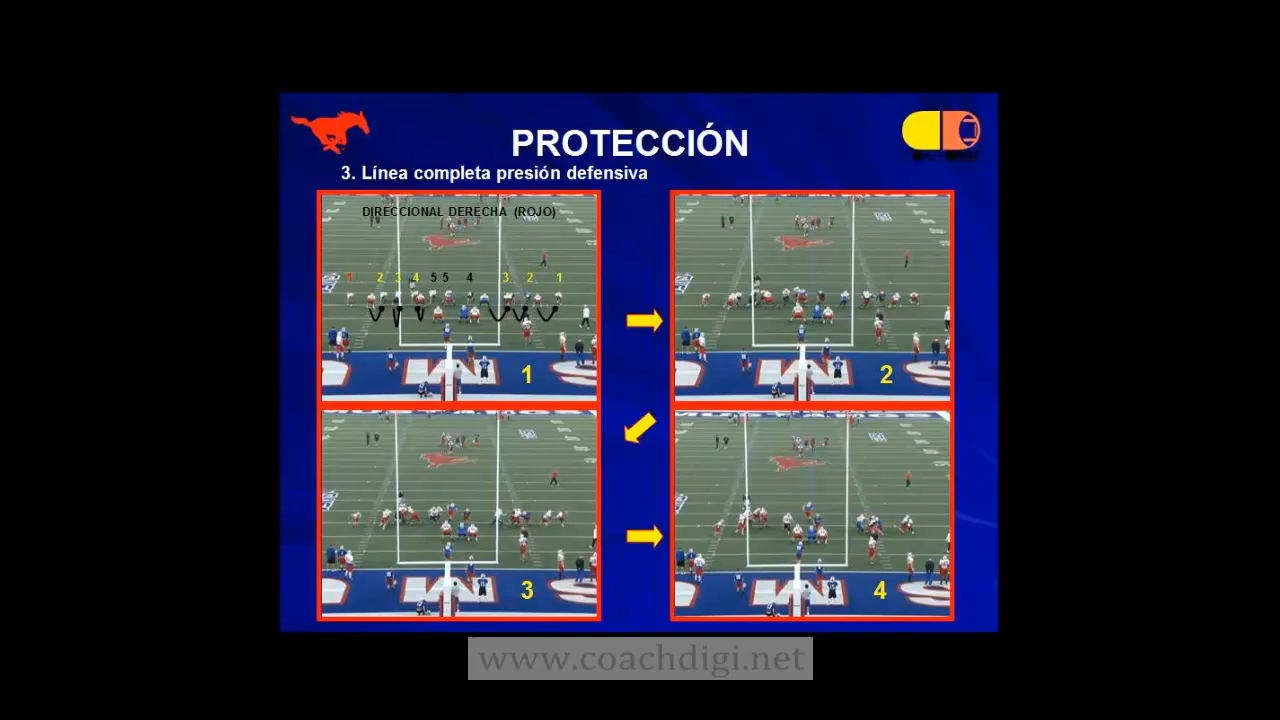 PROTECCIÓN
3. Línea completa presión defensiva
DIRECCIONAL DERECHA (ROJO)
1 2 3 4 5 5 4 3 2 1
1
2
3
4
www.coachdigi.net